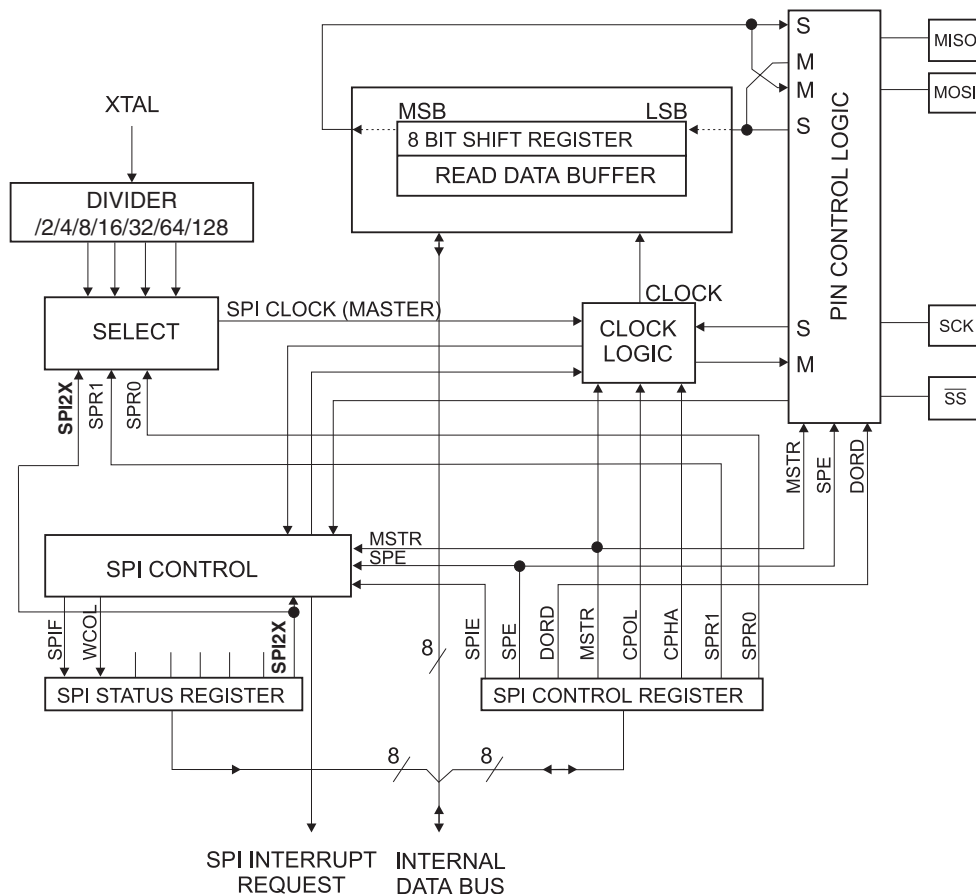 S
MISO
M
MOSI
M
S
XTAL
MSB
LSB
8 BIT SHIFT REGISTER
READ DATA BUFFER
DIVIDER
/2/4/8/16/32/64/128
PIN CONTROL LOGIC
SPI CLOCK (MASTER)
CLOCK
SELECT
CLOCK
LOGIC
S
SCK
M
SS
SPI2X
SPR1
SPR0
MSTR
SPE
DORD
MSTR
SPE
SPI CONTROL
SPIF
WCOL
SPI2X
8
SPIE
SPE
DORD
MSTR
CPOL
CPHA
SPR1
SPR0
SPI STATUS REGISTER
SPI CONTROL REGISTER
8
8
SPI INTERRUPT
REQUEST
INTERNAL
DATA BUS